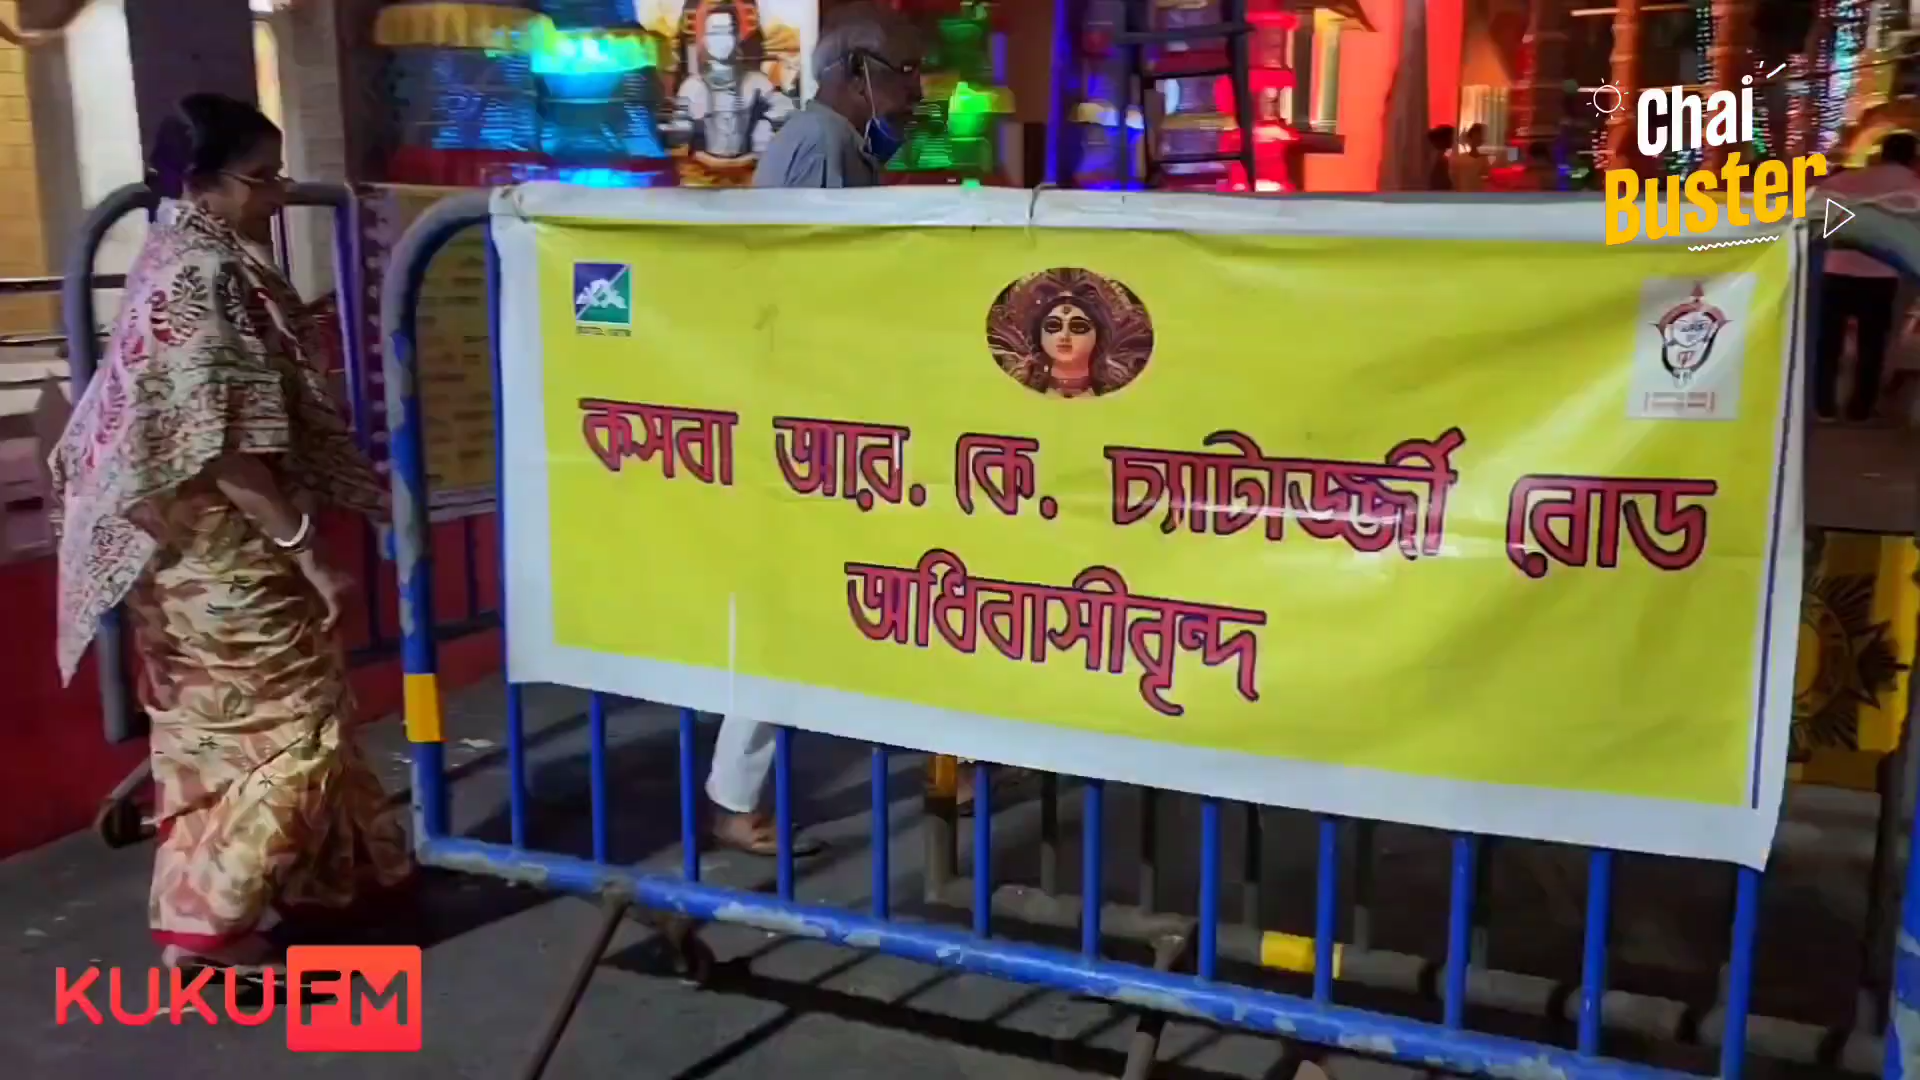 Chai
Buster
কসবা আর. কে. চ্যাটার্জ্জী রোড
অধিবাসীবৃন্দ
KUKU FM